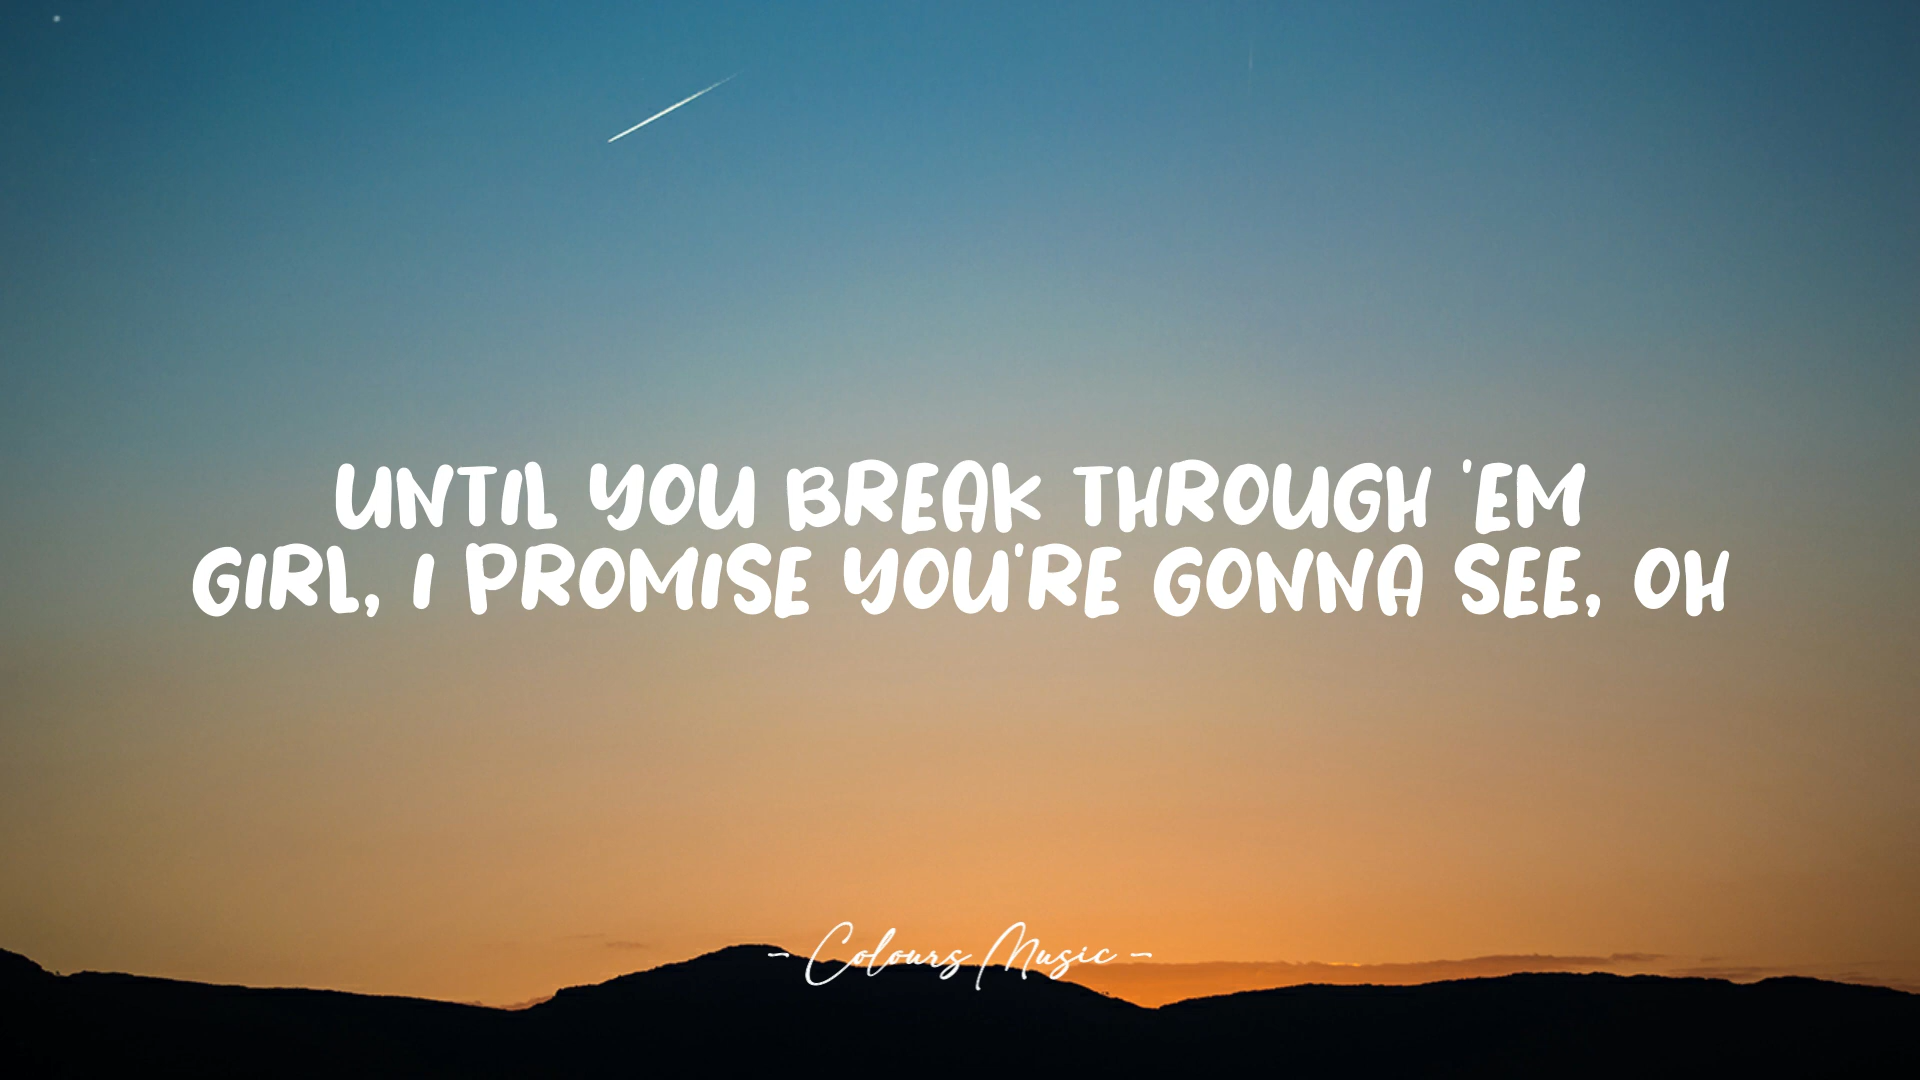 UNTIL YOU BREAK THROUGH 'EM
GIRL, I PROMISE YOU'RE GONNA SEE, OH
- Colours Music -